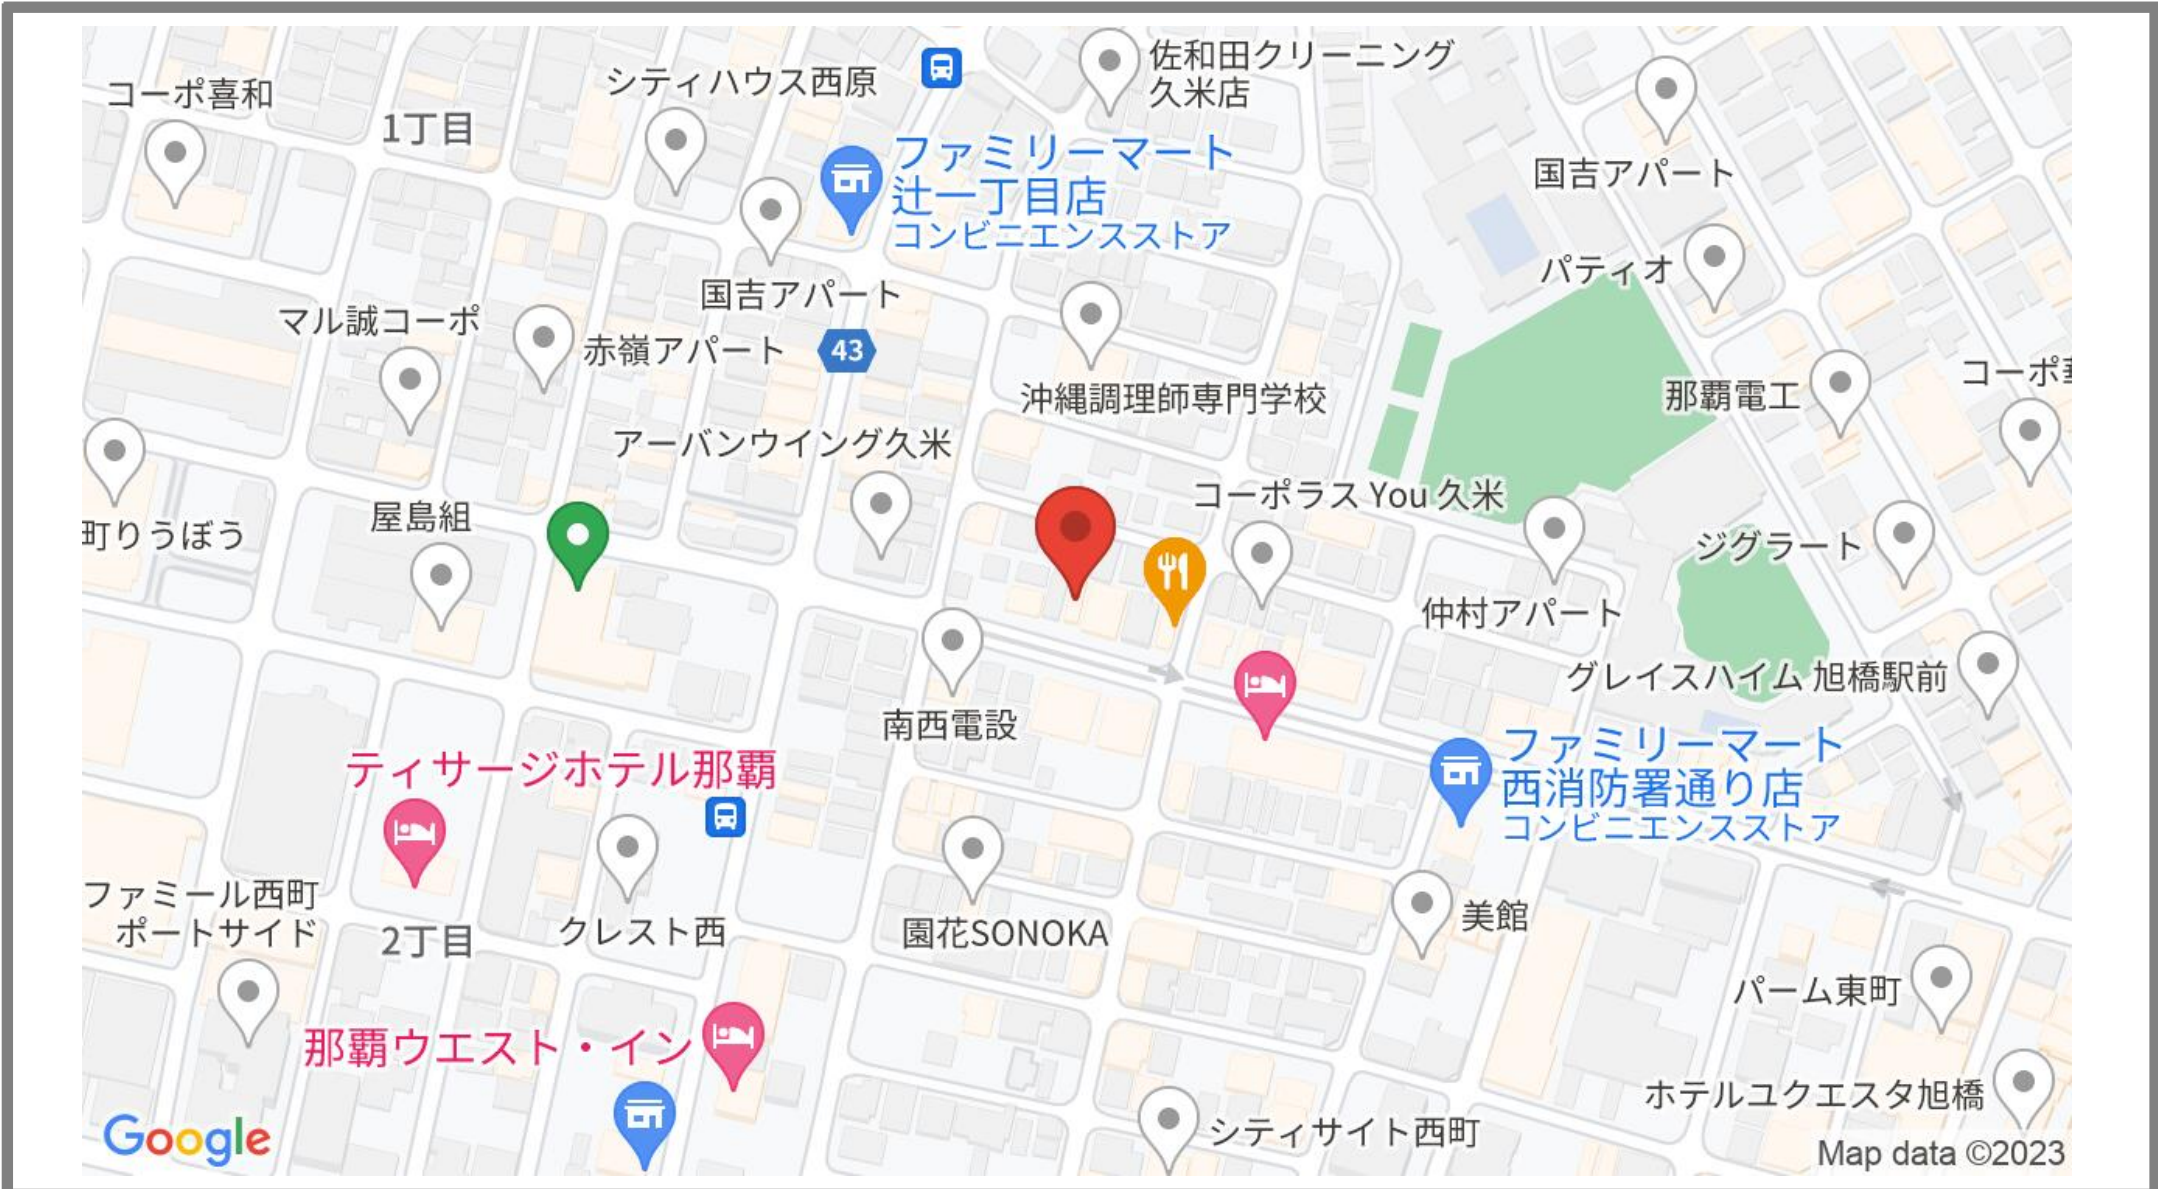 佐和田クリーニング
久米店
シティハウス西原
コーポ喜和
1丁目
ファミリーマート
辻一丁目店
コンビニエンスストア
国吉アパート
国吉アパート
パティオ
マル誠コーポ
赤嶺アパート
43
沖縄調理師専門学校
那覇電工
アーバンウイング久米
コーポラス You 久米
屋島組
町りうぼう
ジグラート
仲村アパート
グレイスハイム 旭橋駅前
南西電設
ファミリーマート
西消防署通り店
コンビニエンスストア
ティサージホテル那覇
ファミール西町
ポートサイド
2丁目
クレスト西
園花SONOKA
美館
パーム東町
那覇ウエスト・イン
ホテルユクエスタ旭橋
シティサイト西町
Google
Map data ©2023